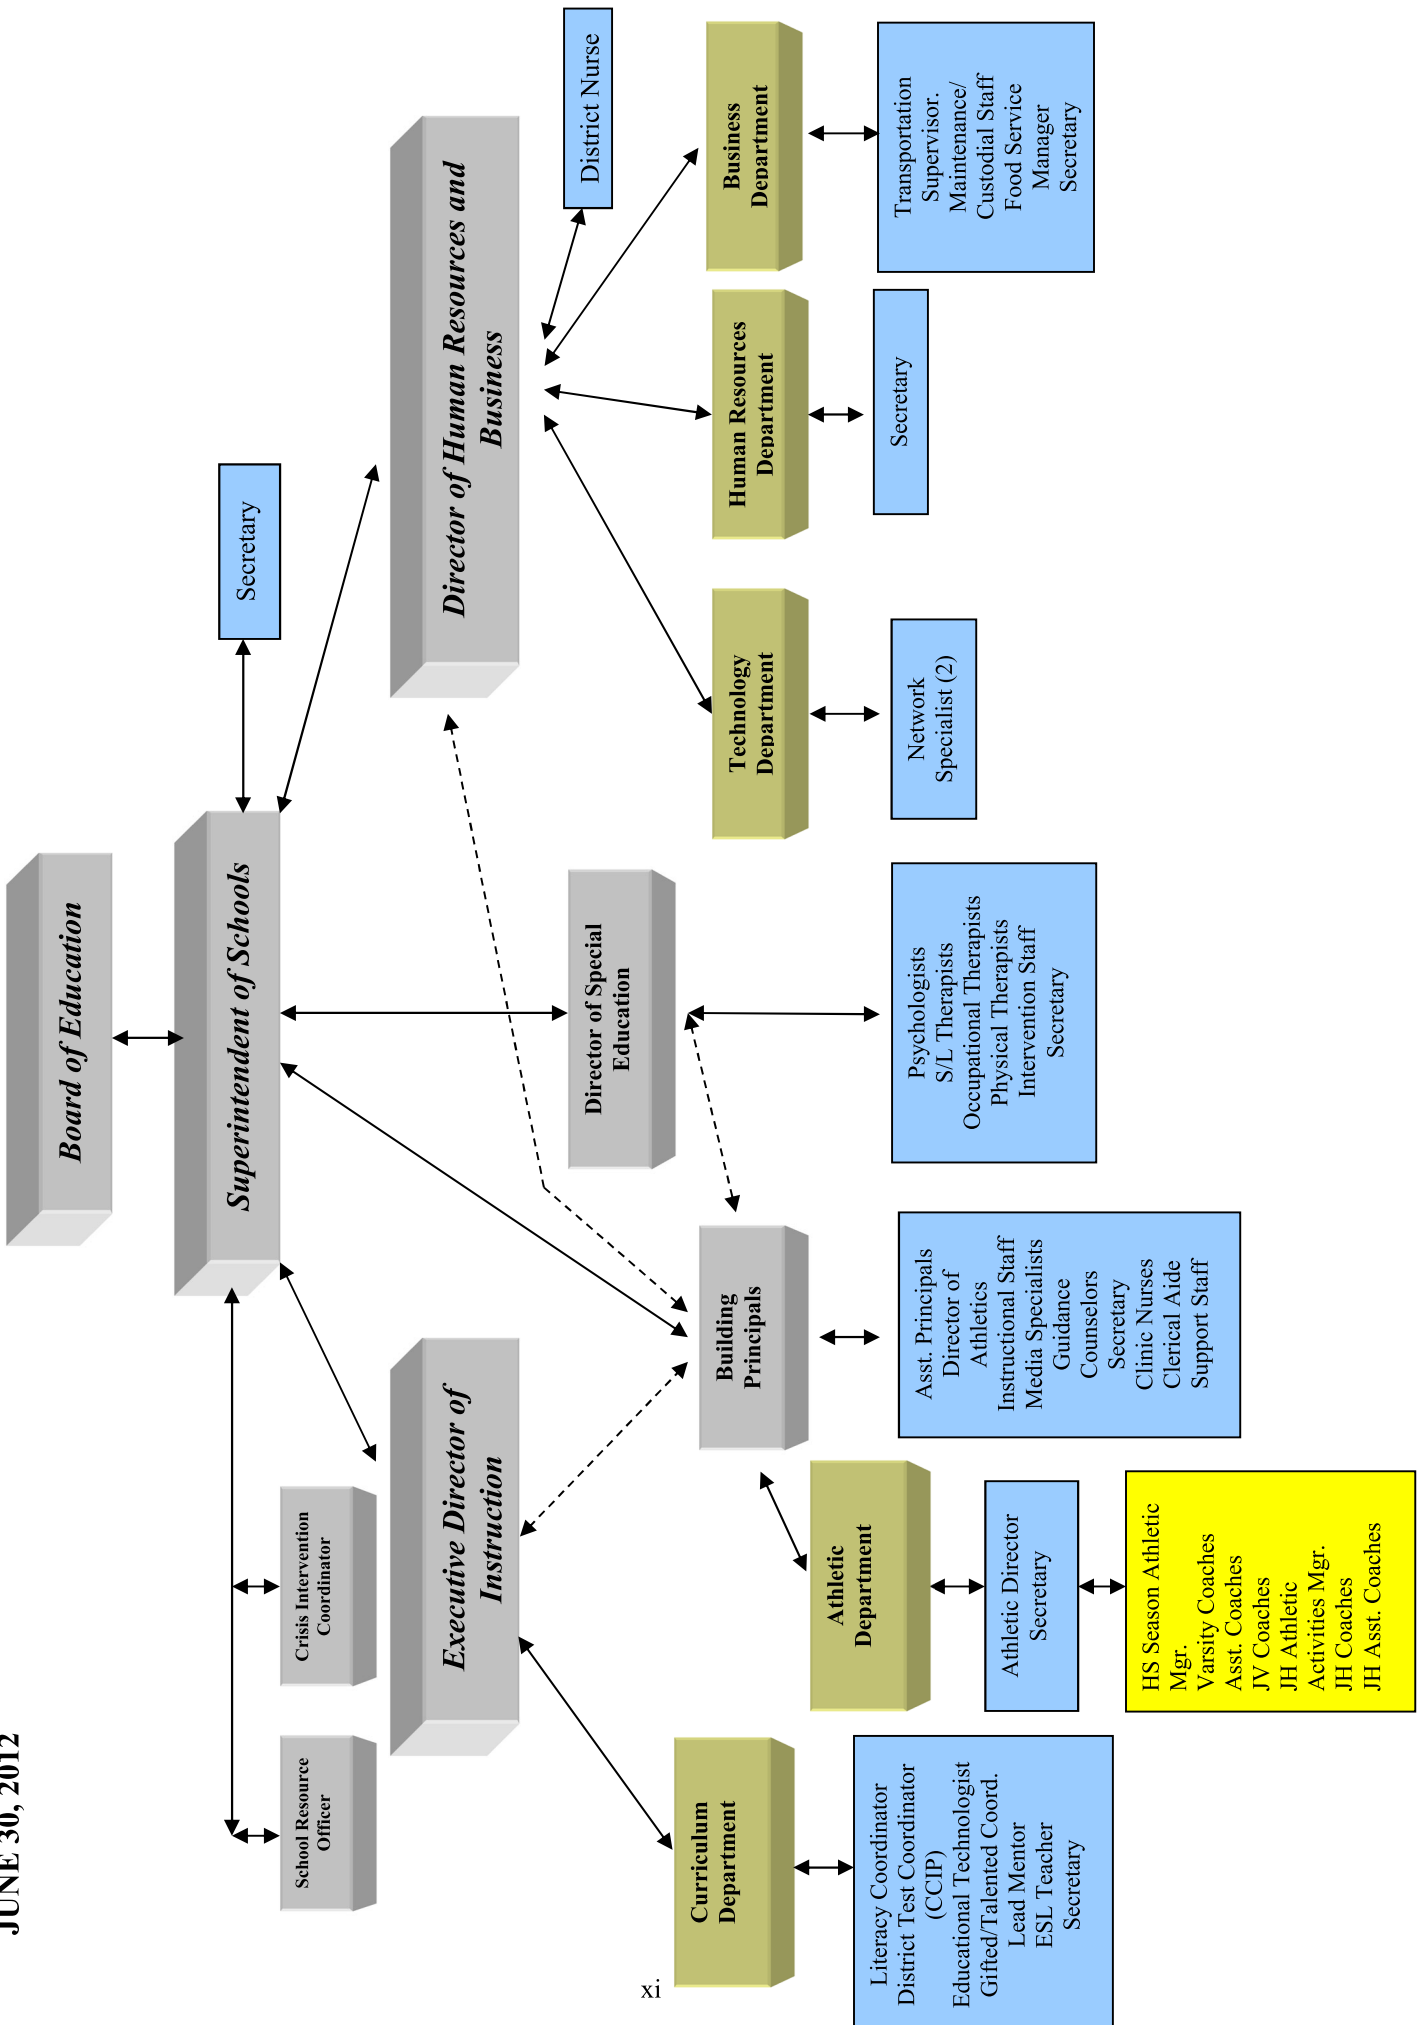 JUNE 30, 2012
Board of Education
Superintendent of Schools
Secretary
School Resource
Officer
Crisis Intervention
Coordinator
Executive Director of
Instruction
Director of Human Resources and
Business
District Nurse
Director of Special
Education
Curriculum
Department
Building
Principals
Technology
Department
Human Resources
Department
Business
Department
Athletic
Department
Literacy Coordinator
District Test Coordinator
(CCIP)
Educational Technologist
Gifted/Talented Coord.
Lead Mentor
ESL Teacher
Secretary
Athletic Director
Secretary
HS Season Athletic
Mgr.
Varsity Coaches
Asst. Coaches
JV Coaches
JH Athletic
Activities Mgr.
JH Coaches
JH Asst. Coaches
Asst. Principals
Director of
Athletics
Instructional Staff
Media Specialists
Guidance
Counselors
Secretary
Clinic Nurses
Clerical Aide
Support Staff
Psychologists
S/L Therapists
Occupational Therapists
Physical Therapists
Intervention Staff
Secretary
Network
Specialist (2)
Secretary
Transportation
Supervisor.
Maintenance/
Custodial Staff
Food Service
Manager
Secretary
xi